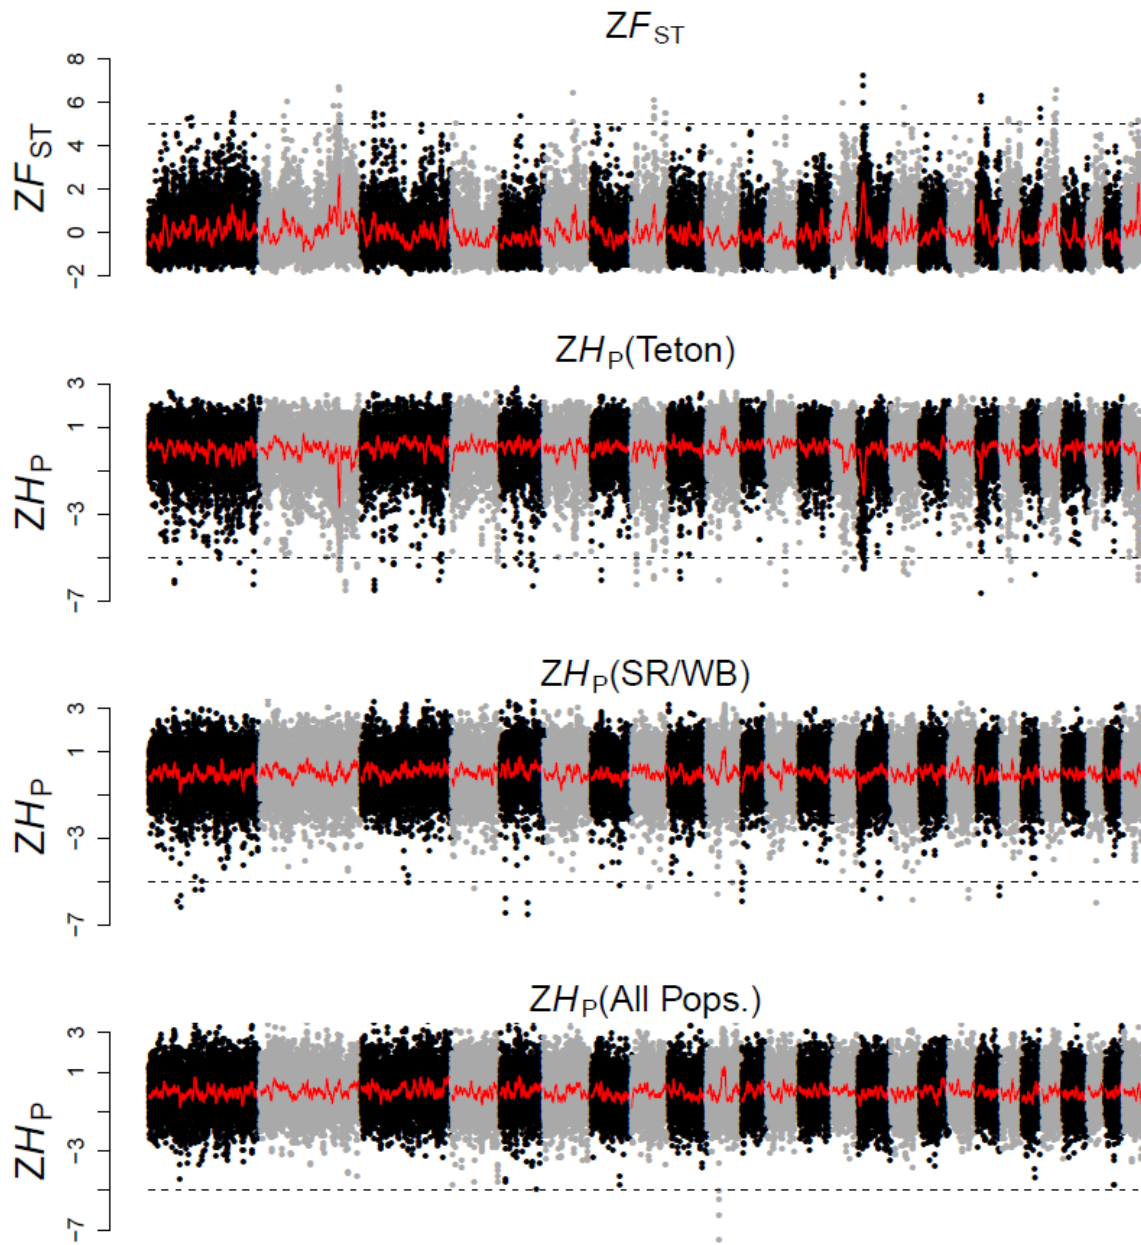 ZFST
ZFST
8
6
4
2
0
−2
ZHP(Teton)
ZHP
3
1
−3
−7
ZHP(SR/WB)
ZHP
3
1
−3
−7
ZHP(All Pops.)
ZHP
3
1
−3
−7